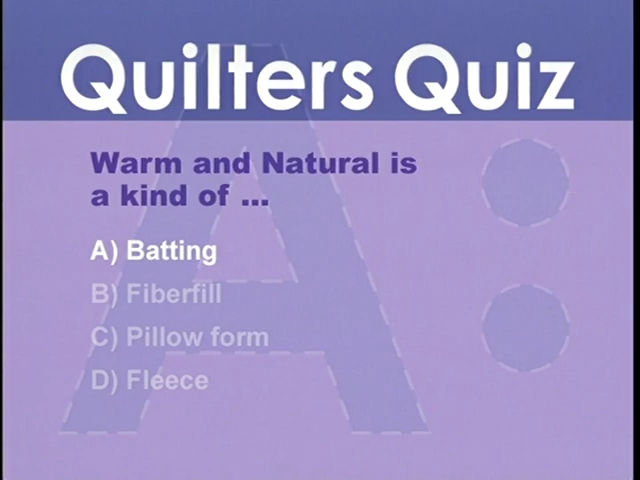 Quilters Quiz
Warm and Natural is
a kind of ...
A) Batting
B) Fiberfill
C) Pillow form
D) Fleece
A: